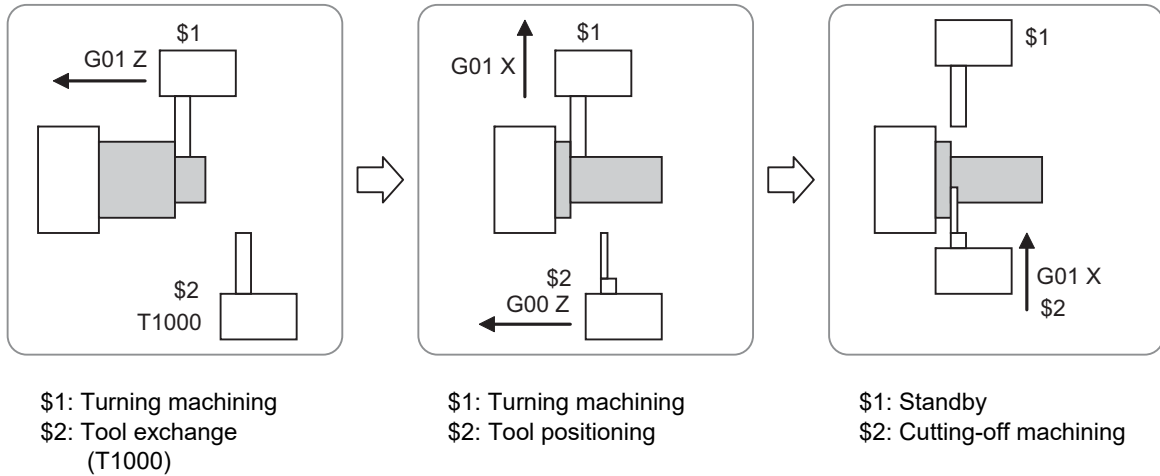 $1
G01 Z
$2
T1000
$1
G01 X
$2
G00 Z
$1
G01 X
$2
$1: Turning machining
$2: Tool exchange
(T1000)
$1: Turning machining
$2: Tool positioning
$1: Standby
$2: Cutting-off machining